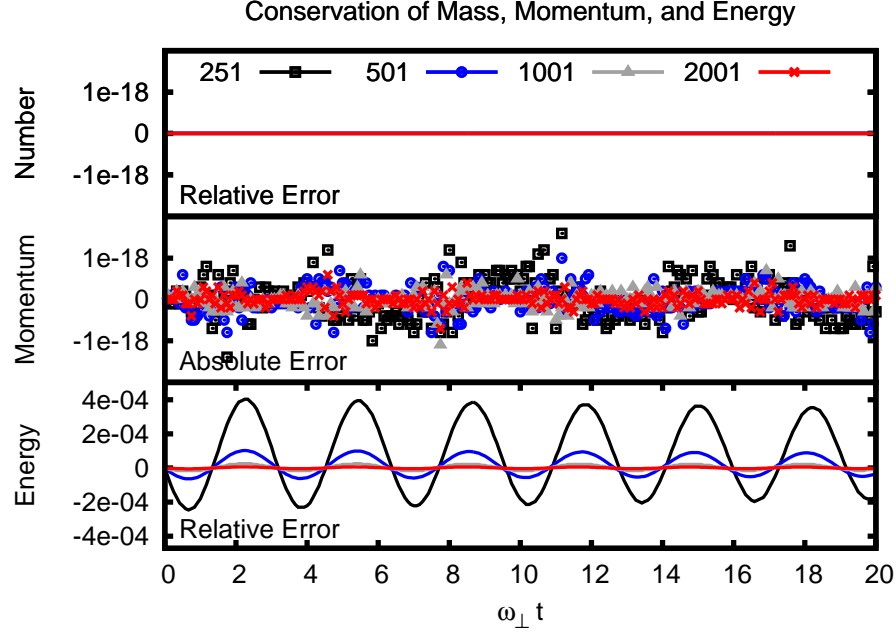 Conservation of Mass, Momentum, and Energy
251 501 1001 2001
Number
1e-18
0
-1e-18
Relative Error
Momentum
1e-18
0
-1e-18
Absolute Error
Energy
4e-04
2e-04
0
-2e-04
-4e-04
Relative Error
0 2 4 6 8 10 12 14 16 18 20
ω⊥ t